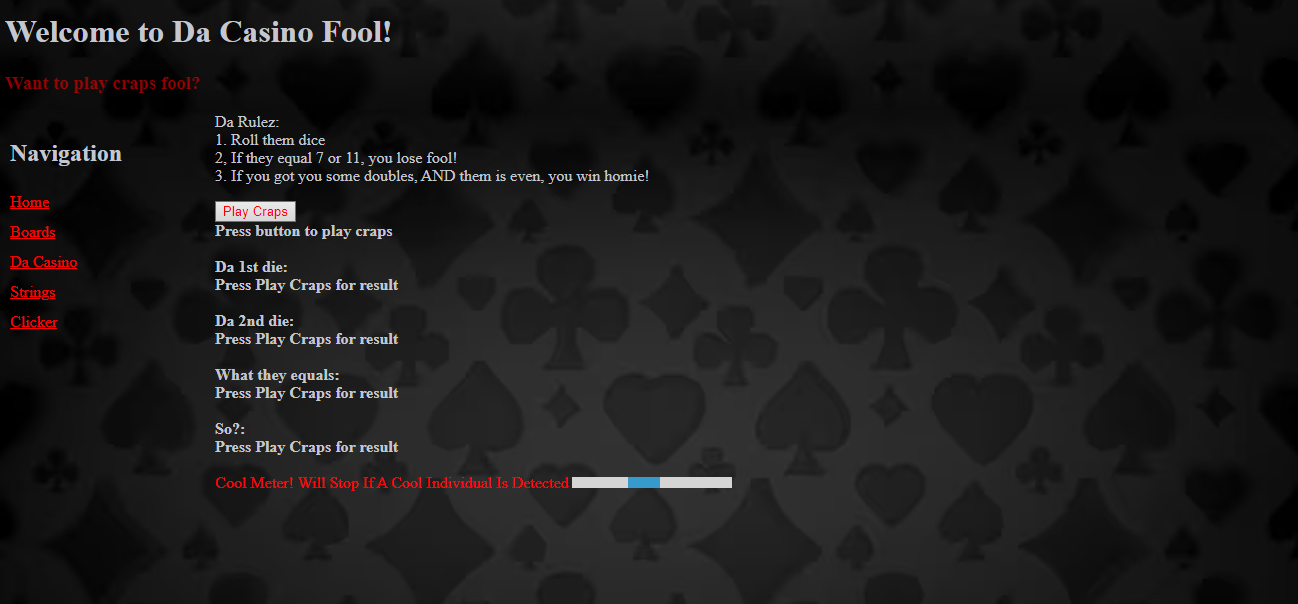 Welcome to Da Casino Fool!
Want to play craps fool?
Navigation
Home
Boards
Da Casino
Strings
Clicker
Da Rulez:
1. Roll them dice
2, If they equal 7 or 11, you lose fool!
3. If you got you some doubles, AND them is even, you win homie!
Play Craps
Press button to play craps
Da 1st die:
Press Play Craps for result
Da 2nd die:
Press Play Craps for result
What they equals:
Press Play Craps for result
So?:
Press Play Craps for result
Cool Meter! Will Stop If A Cool Individual Is Detected